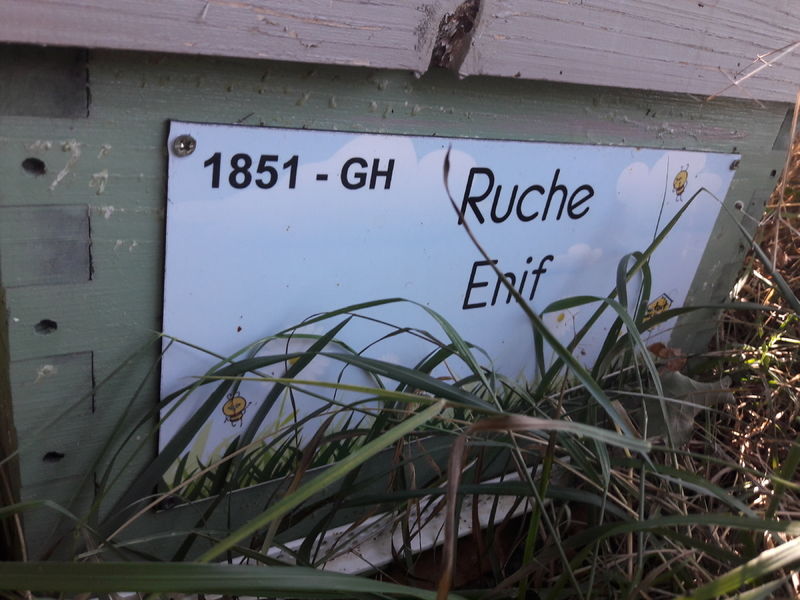 1851 - GH
Ruche
Enif